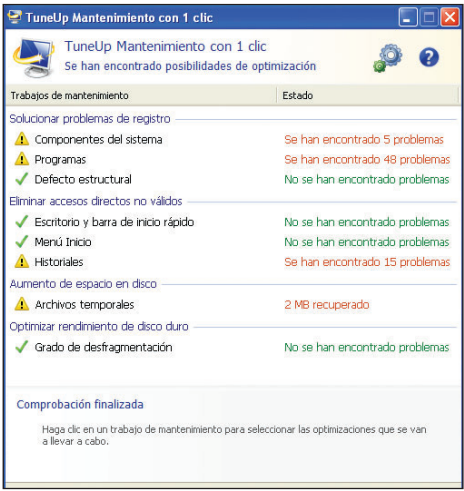 TuneUp Mantenimiento con 1 clic
TuneUp Mantenimiento con 1 clic
Se han encontrado posibilidades de optimización
Trabajos de mantenimiento Estado
Solucionar problemas de registro
Componentes del sistema Se han encontrado 5 problemas
Programas Se han encontrado 48 problemas
Defecto estructural No se han encontrado problemas
Eliminar accesos directos no válidos
Escritorio y barra de inicio rápido No se han encontrado problemas
Menú Inicio No se han encontrado problemas
Historiales Se han encontrado 15 problemas
Aumento de espacio en disco
Archivos temporales 2 MB recuperado
Optimizar rendimiento de disco duro
Grado de desfragmentación No se han encontrado problemas
Comprobación finalizada
Haga clic en un trabajo de mantenimiento para seleccionar las optimizaciones que se van
a llevar a cabo.